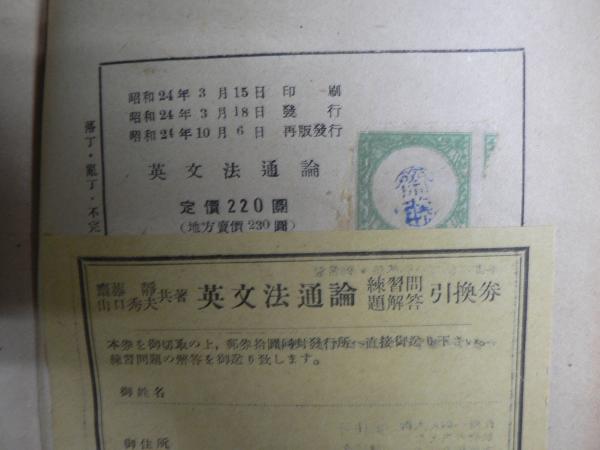 昭和24年3月15日 印刷
昭和24年3月18日 發行
昭和24年10月6日 再版發行
英文法通論
定價220圓
(地方賣價230圓)
落丁・亂丁・不完
齋藤靜
山口秀夫共著 英文法通論 練習問題解答 引換券
本券を御切取の上，郵券拾圓同封發行所へ直接御送り下さい。
練習問題の解答を御送り致します。
御姓名
御住所